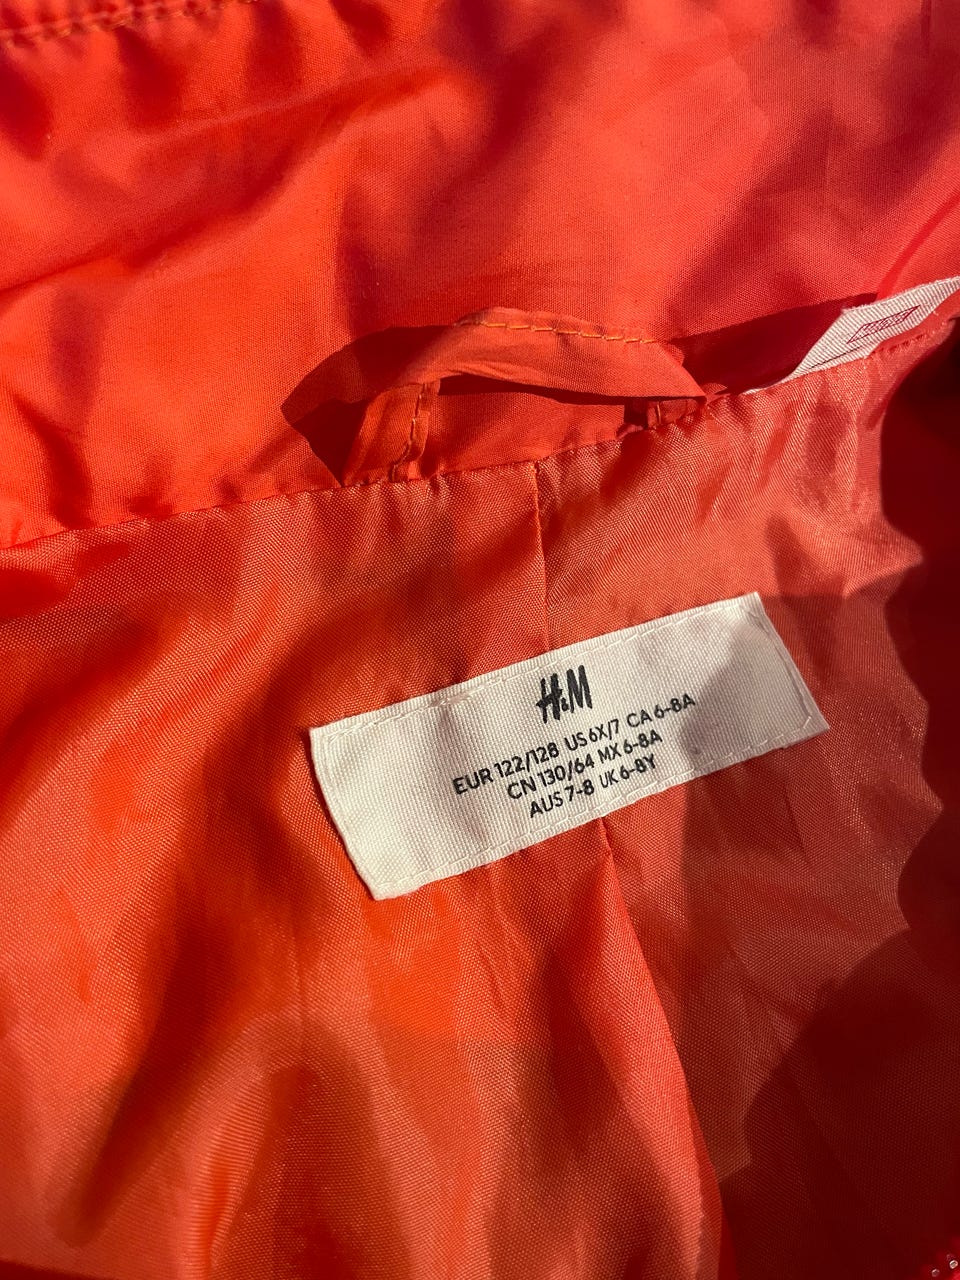 H&M
EUR 122/128 US 6X/7 CA 6-8A
CN 130/64 MX 6-8A
AUS 7-8 UK 6-8Y